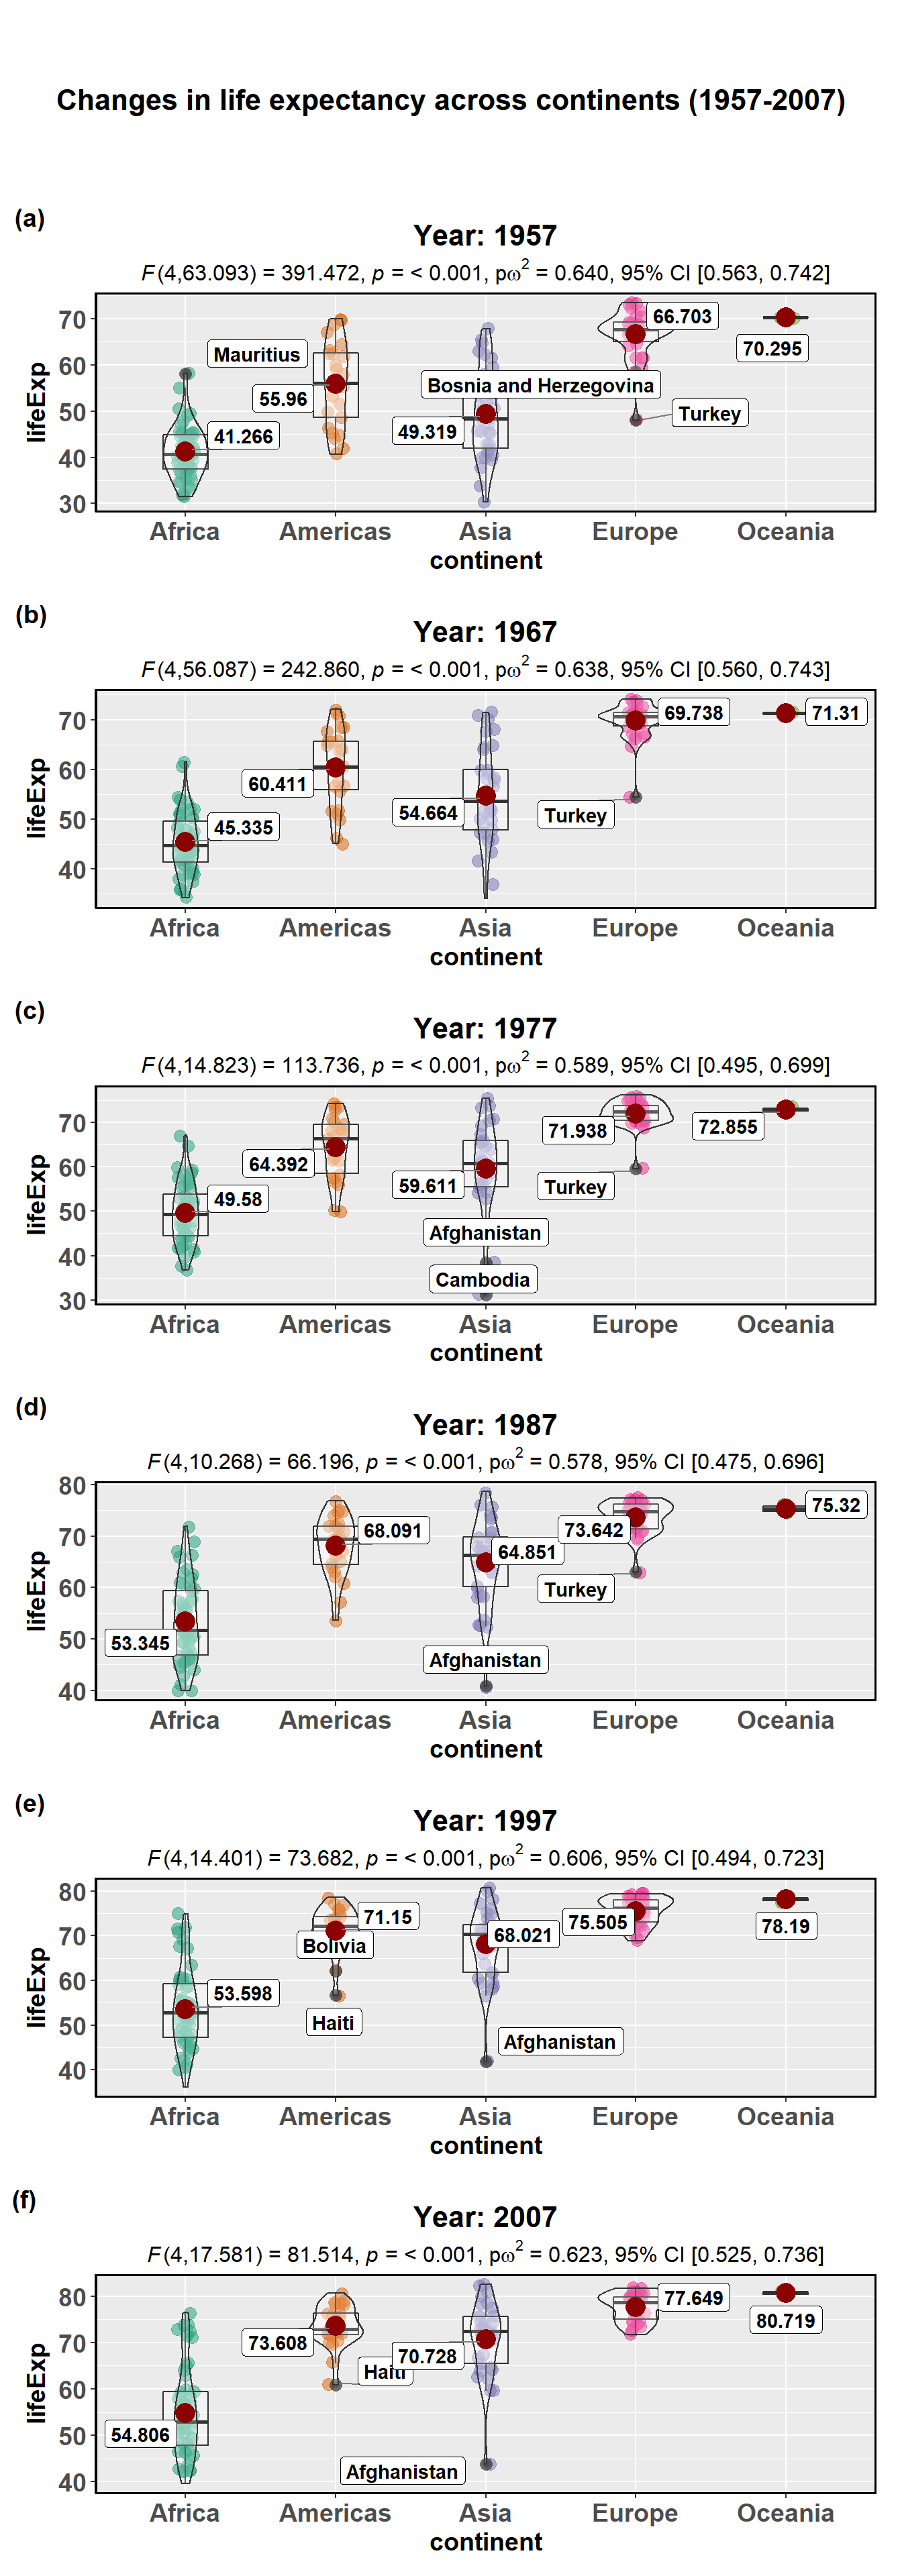 Changes in life expectancy across continents (1957-2007)
(a)
Year: 1957
F(4,63.093) = 391.472, p = < 0.001, pω² = 0.640, 95% CI [0.563, 0.742]
lifeExp
70
60
50
40
30
Mauritius
41.266
55.96
49.319
Bosnia and Herzegovina
66.703
Turkey
70.295
Africa Americas Asia Europe Oceania
continent
(b)
Year: 1967
F(4,56.087) = 242.860, p = < 0.001, pω² = 0.638, 95% CI [0.560, 0.743]
lifeExp
70
60
50
40
45.335
60.411
54.664
69.738
Turkey
71.31
Africa Americas Asia Europe Oceania
continent
(c)
Year: 1977
F(4,14.823) = 113.736, p = < 0.001, pω² = 0.589, 95% CI [0.495, 0.699]
lifeExp
70
60
50
40
30
49.58
64.392
59.611
Afghanistan
Cambodia
71.938
Turkey
72.855
Africa Americas Asia Europe Oceania
continent
(d)
Year: 1987
F(4,10.268) = 66.196, p = < 0.001, pω² = 0.578, 95% CI [0.475, 0.696]
lifeExp
80
70
60
50
40
53.345
68.091
64.851
Afghanistan
73.642
Turkey
75.32
Africa Americas Asia Europe Oceania
continent
(e)
Year: 1997
F(4,14.401) = 73.682, p = < 0.001, pω² = 0.606, 95% CI [0.494, 0.723]
lifeExp
80
70
60
50
40
53.598
71.15
Bolivia
Haiti
68.021
Afghanistan
75.505
78.19
Africa Americas Asia Europe Oceania
continent
(f)
Year: 2007
F(4,17.581) = 81.514, p = < 0.001, pω² = 0.623, 95% CI [0.525, 0.736]
lifeExp
80
70
60
50
40
54.806
73.608
Haiti
70.728
Afghanistan
77.649
80.719
Africa Americas Asia Europe Oceania
continent